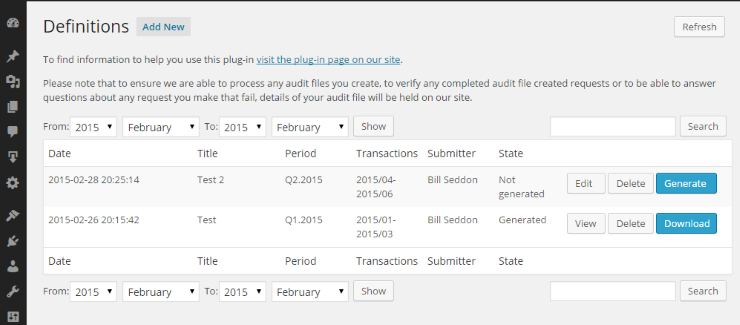 Definitions Add New Refresh
To find information to help you use this plug-in visit the plug-in page on our site.
Please note that to ensure we are able to process any audit files you create, to verify any completed audit file created requests or to be able to answer
questions about any request you make that fail, details of your audit file will be held on our site.
From: 2015 February To: 2015 February Show Search
Date Title Period Transactions Submitter State
2015-02-28 20:25:14 Test 2 Q2.2015 2015/04- Bill Seddon Not Edit Delete Generate
2015/06 generated
2015-02-26 20:15:42 Test Q1.2015 2015/01- Bill Seddon Generated View Delete Download
2015/03
Date Title Period Transactions Submitter State
From: 2015 February To: 2015 February Show Search